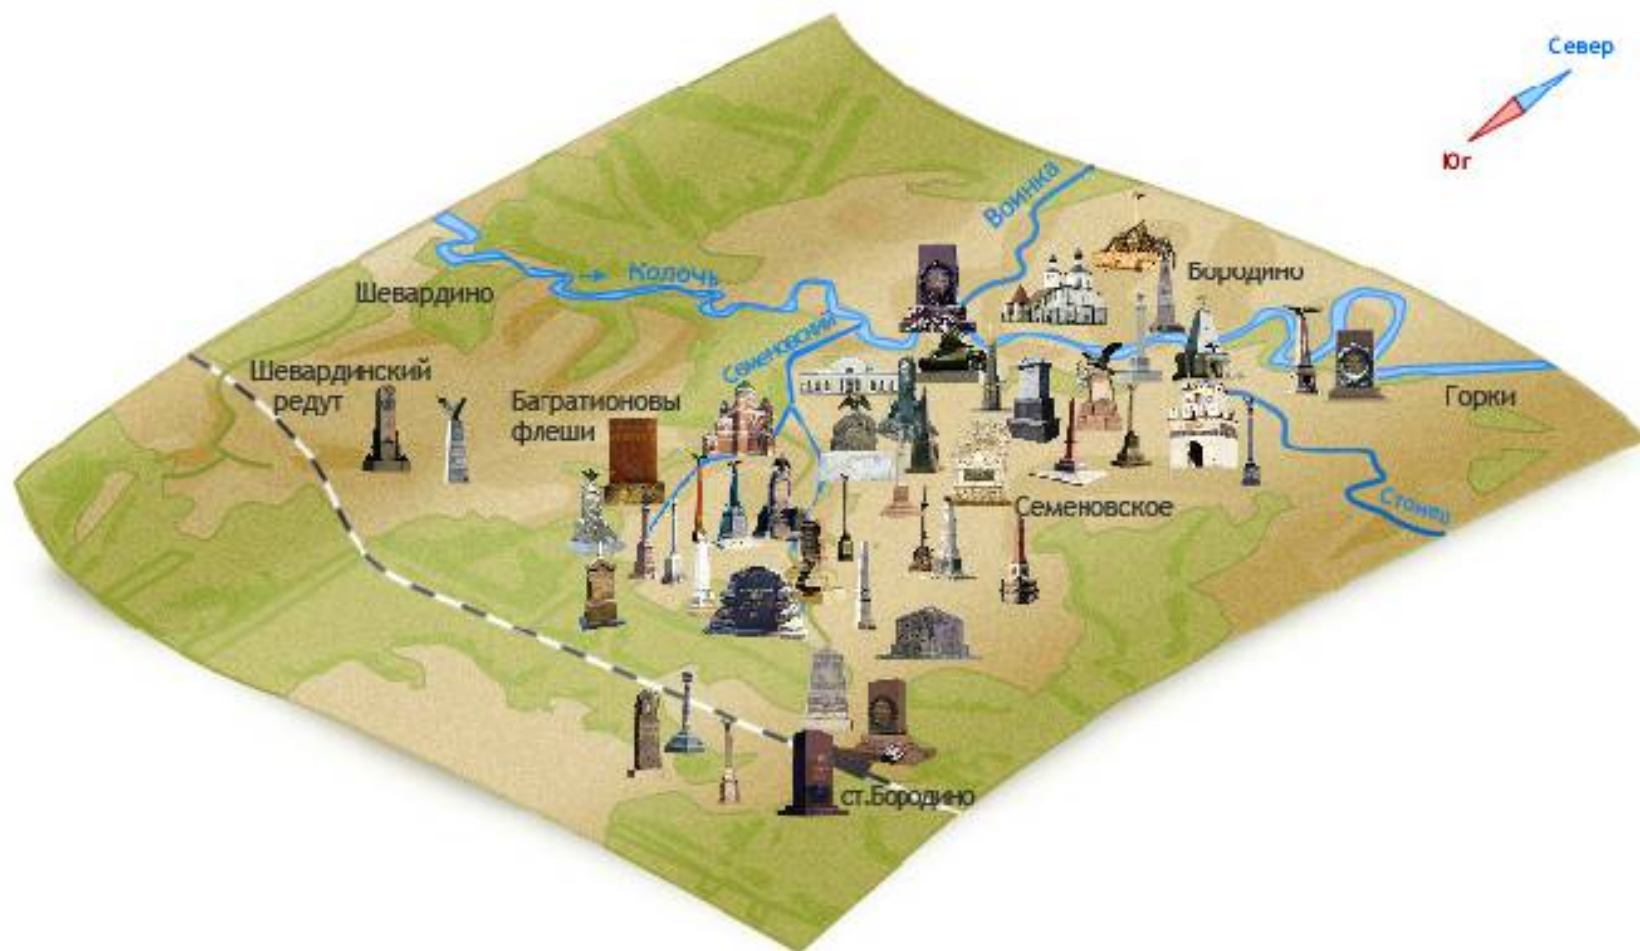 Север
Юг
Воинка
Бородино
Колочь
Шевардино
Семеновский
Шевардинский
редут
Багратионовы
флеши
Горки
Семеновское
Стонец
ст.Бородино